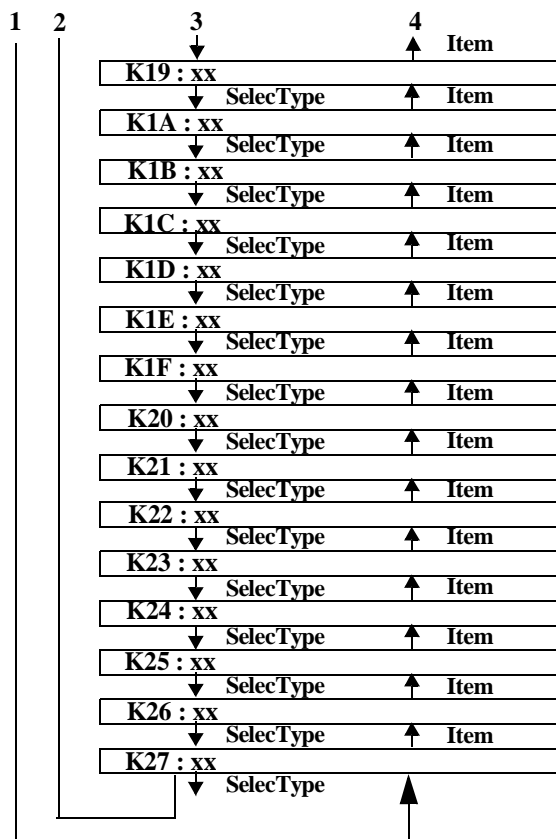 1 2 3 4
Item
K19 : xx
SelecType Item
K1A : xx
SelecType Item
K1B : xx
SelecType Item
K1C : xx
SelecType Item
K1D : xx
SelecType Item
K1E : xx
SelecType Item
K1F : xx
SelecType Item
K20 : xx
SelecType Item
K21 : xx
SelecType Item
K22 : xx
SelecType Item
K23 : xx
SelecType Item
K24 : xx
SelecType Item
K25 : xx
SelecType Item
K26 : xx
SelecType Item
K27 : xx
SelecType